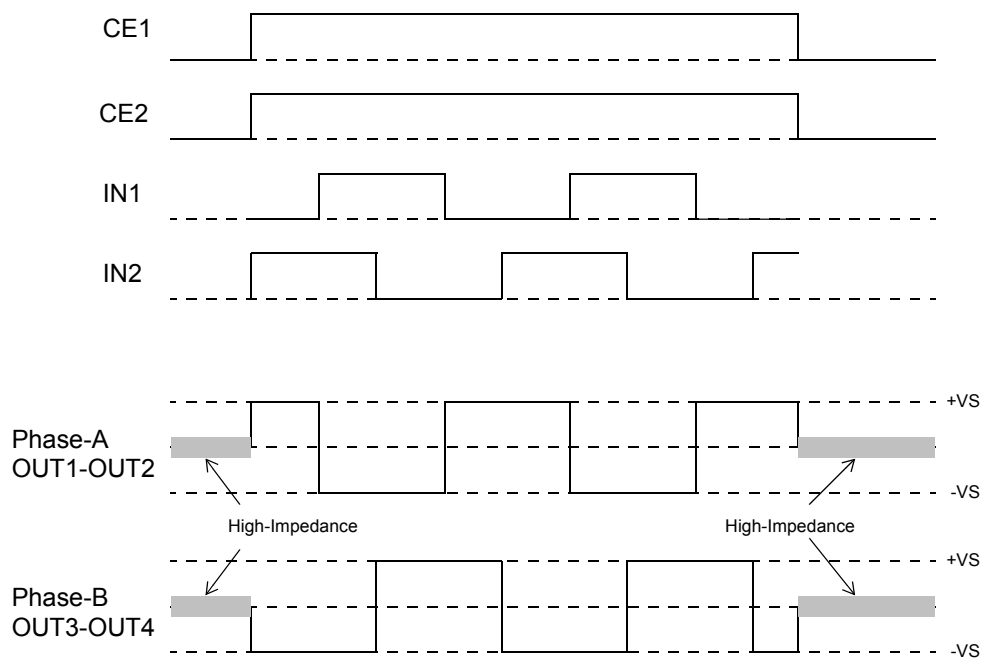 CE1
CE2
IN1
IN2
+VS
Phase-A
OUT1-OUT2
-VS
High-Impedance
High-Impedance
+VS
Phase-B
OUT3-OUT4
-VS